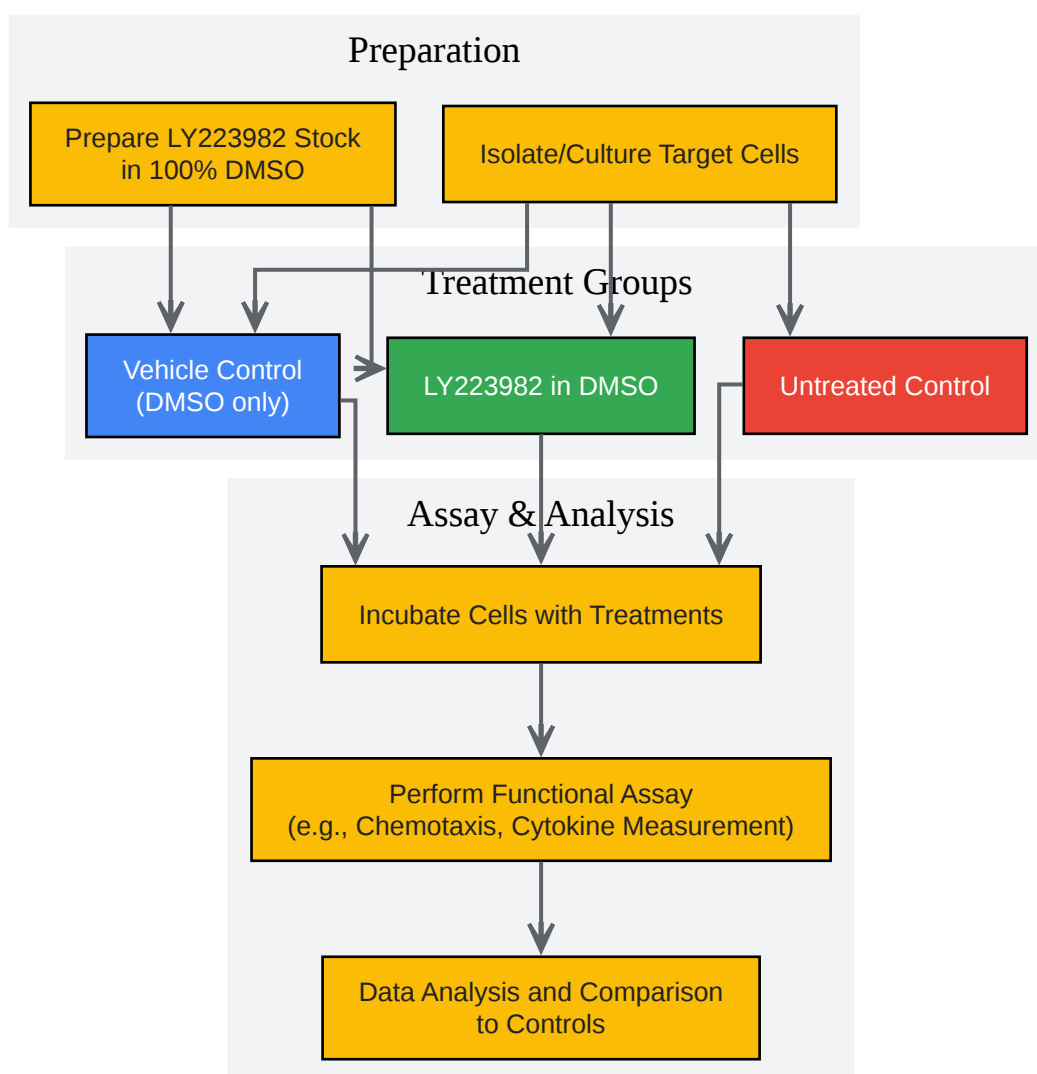 Preparation
Prepare LY223982 Stock
in 100% DMSO
Isolate/Culture Target Cells
Treatment Groups
Vehicle Control
(DMSO only)
LY223982 in DMSO
Untreated Control
Assay & Analysis
Incubate Cells with Treatments
Perform Functional Assay
(e.g., Chemotaxis, Cytokine Measurement)
Data Analysis and Comparison
to Controls